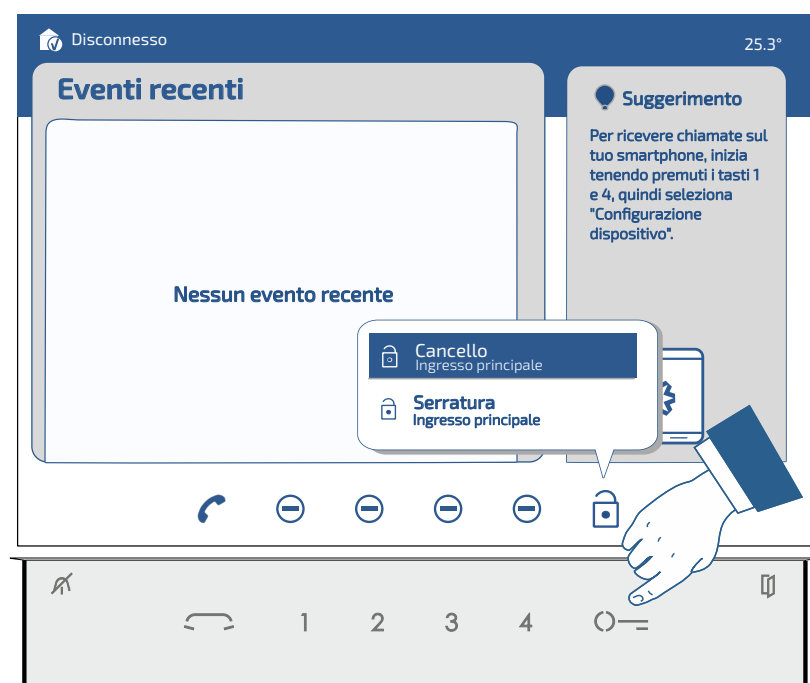 Disconnesso
25.3°
Eventi recenti
Suggerimento
Per ricevere chiamate sul
tuo smartphone, inizia
tenendo premuti i tasti 1
e 4, quindi seleziona
"Configurazione
dispositivo".
Nessun evento recente
Cancello
Ingresso principale
Serratura
Ingresso principale
1 2 3 4